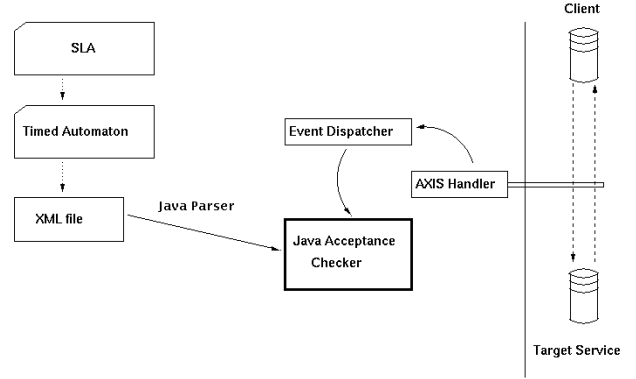 Client
SLA
Timed Automaton
Event Dispatcher
AXIS Handler
XML file
Java Parser
Java Acceptance
Checker
Target Service